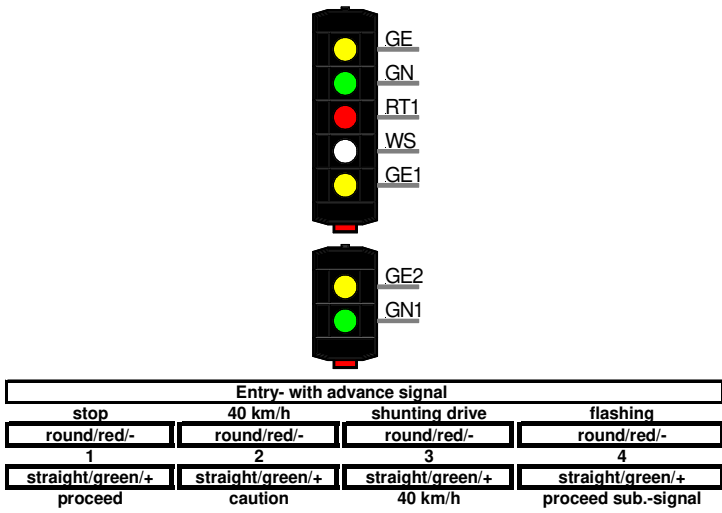 GE
GN
RT1
WS
GE1
GE2
GN1
Entry- with advance signal
stop 40 km/h shunting drive flashing
round/red/- round/red/- round/red/- round/red/-
1 2 3 4
straight/green/+ straight/green/+ straight/green/+ straight/green/+
proceed caution 40 km/h proceed sub.-signal